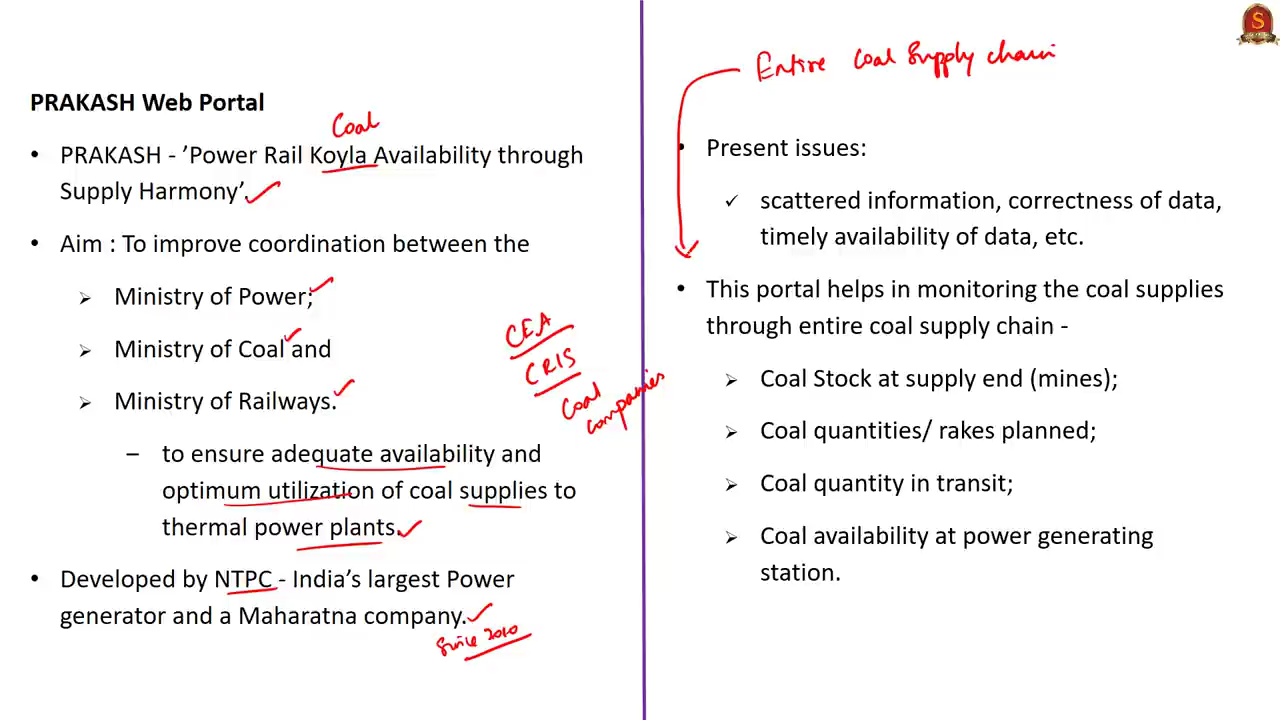 PRAKASH Web Portal
Coal
• PRAKASH - ’Power Rail Koyla Availability through
Supply Harmony’.
• Aim : To improve coordination between the
➢ Ministry of Power;
➢ Ministry of Coal and
➢ Ministry of Railways.
CEA
CRIS
Coal
companies
– to ensure adequate availability and
optimum utilization of coal supplies to
thermal power plants.
• Developed by NTPC - India’s largest Power
generator and a Maharatna company.
Since 2010
S
Entire Coal Supply chain
• Present issues:
✓ scattered information, correctness of data,
timely availability of data, etc.
• This portal helps in monitoring the coal supplies
through entire coal supply chain -
➢ Coal Stock at supply end (mines);
➢ Coal quantities/ rakes planned;
➢ Coal quantity in transit;
➢ Coal availability at power generating
station.